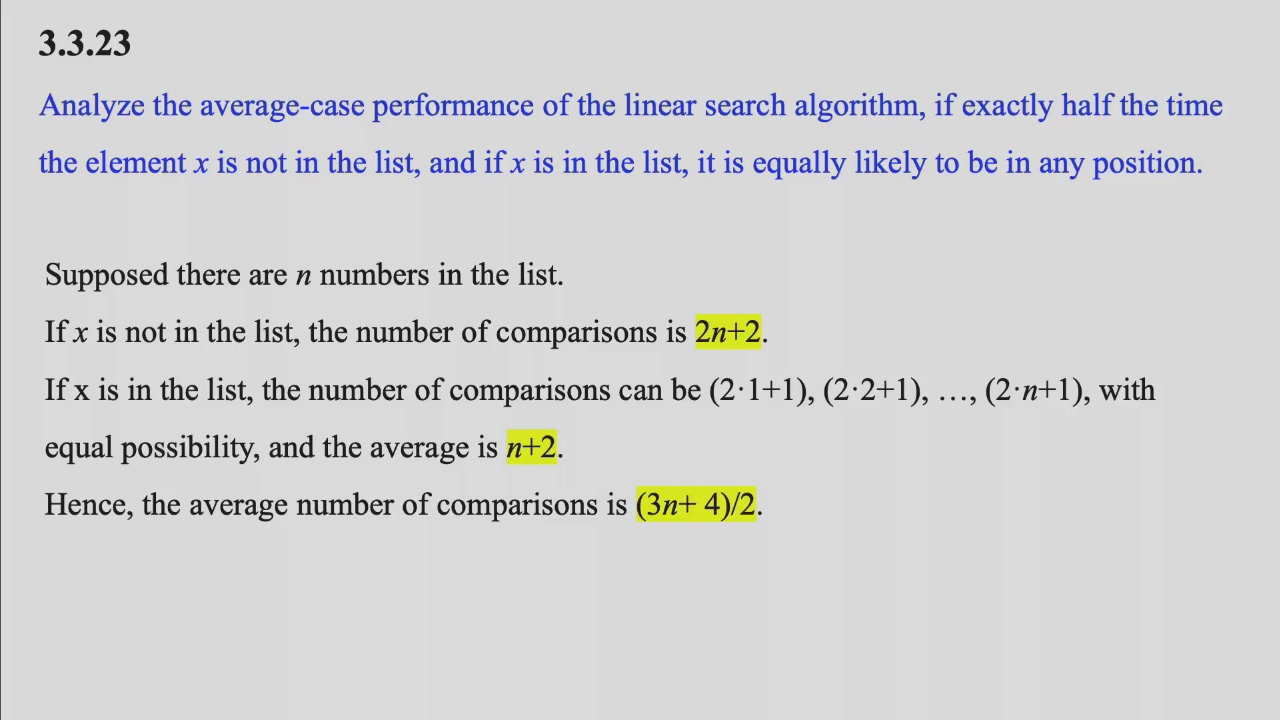 3.3.23
Analyze the average-case performance of the linear search algorithm, if exactly half the time
the element x is not in the list, and if x is in the list, it is equally likely to be in any position.
Supposed there are n numbers in the list.
If x is not in the list, the number of comparisons is 2n+2.
If x is in the list, the number of comparisons can be (2·1+1), (2·2+1), …, (2·n+1), with
equal possibility, and the average is n+2.
Hence, the average number of comparisons is (3n+ 4)/2.